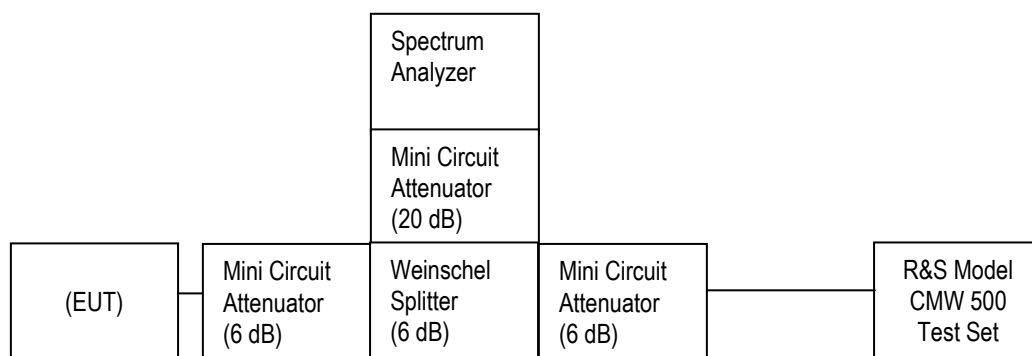 Spectrum
Analyzer
Mini Circuit
Attenuator
(20 dB)
(EUT)
Mini Circuit
Attenuator
(6 dB)
Weinschel
Splitter
(6 dB)
Mini Circuit
Attenuator
(6 dB)
R&S Model
CMW 500
Test Set